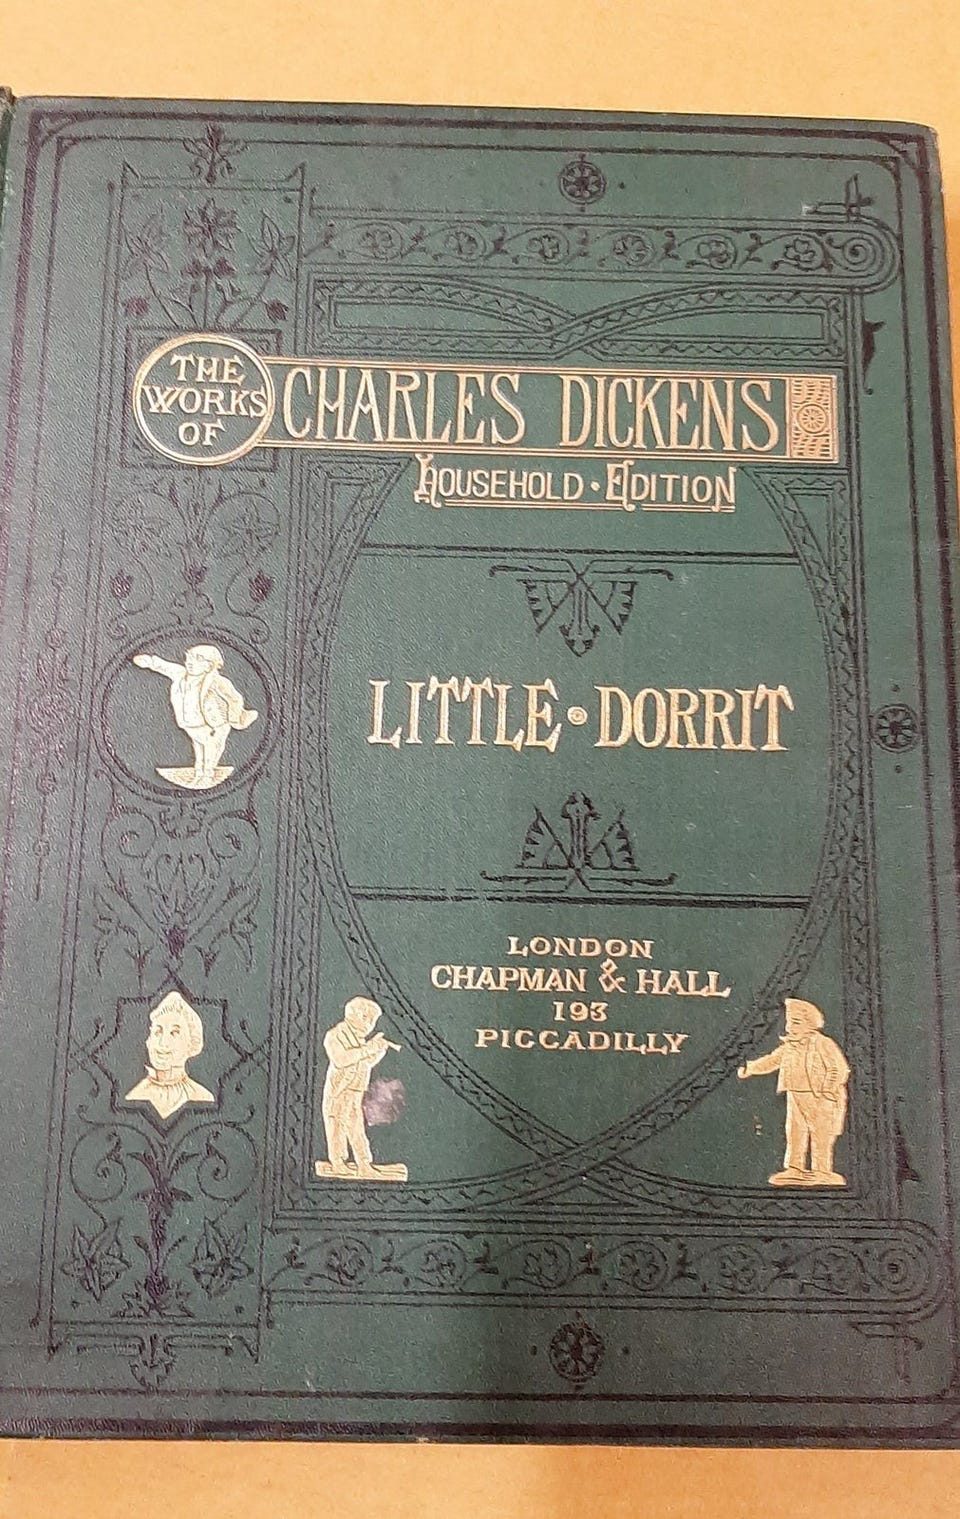 THE
WORKS
OF
CHARLES DICKENS
HOUSEHOLD · EDITION
LITTLE · DORRIT
LONDON
CHAPMAN & HALL
193
PICCADILLY